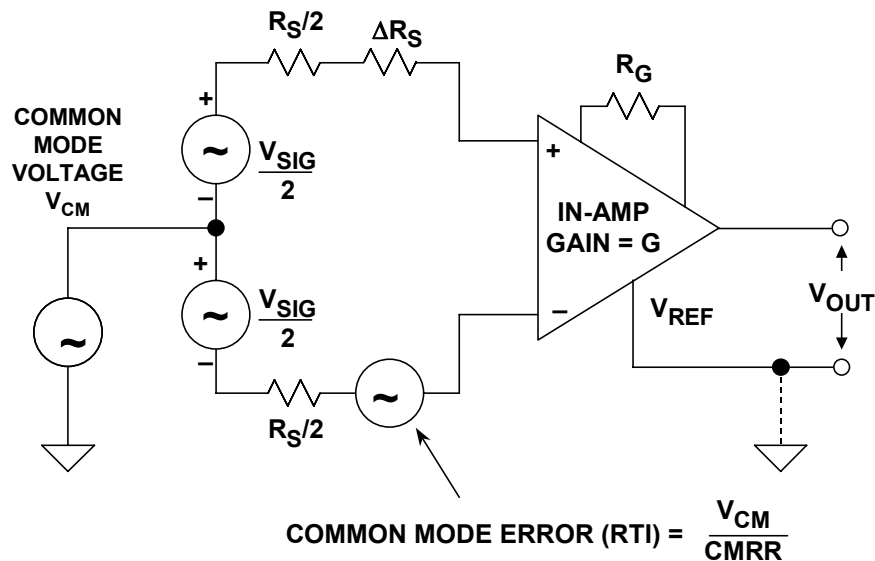 R_S/2
ΔR_S
R_G
COMMON
MODE
VOLTAGE
V_CM
+
~
V_SIG
2
–
+
IN-AMP
GAIN = G
~
+
~
V_SIG
2
–
–
V_REF
V_OUT
R_S/2
~
COMMON MODE ERROR (RTI) = V_CM
CMRR